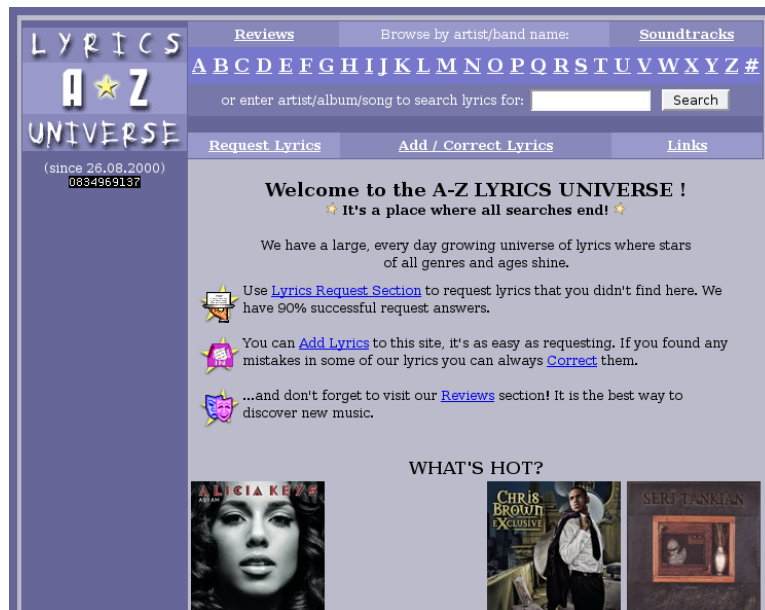 LYRICS
A Z
UNIVERSE
(since 26.08.2000)
0834969137
Reviews Browse by artist/band name: Soundtracks
A B C D E F G H I J K L M N O P Q R S T U V W X Y Z #
or enter artist/album/song to search lyrics for: Search
Request Lyrics Add / Correct Lyrics Links
Welcome to the A-Z LYRICS UNIVERSE !
It's a place where all searches end!
We have a large, every day growing universe of lyrics where stars
of all genres and ages shine.
Use Lyrics Request Section to request lyrics that you didn't find here. We
have 90% successful request answers.
You can Add Lyrics to this site, it's as easy as requesting. If you found any
mistakes in some of our lyrics you can always Correct them.
IN
...and don't forget to visit our Reviews section! It is the best way to
discover new music.
WHAT'S HOT?
ALICIA KEYS
AS I AM
CHRIS
BROWN
EXCLUSIVE
SERJ TANKIAN